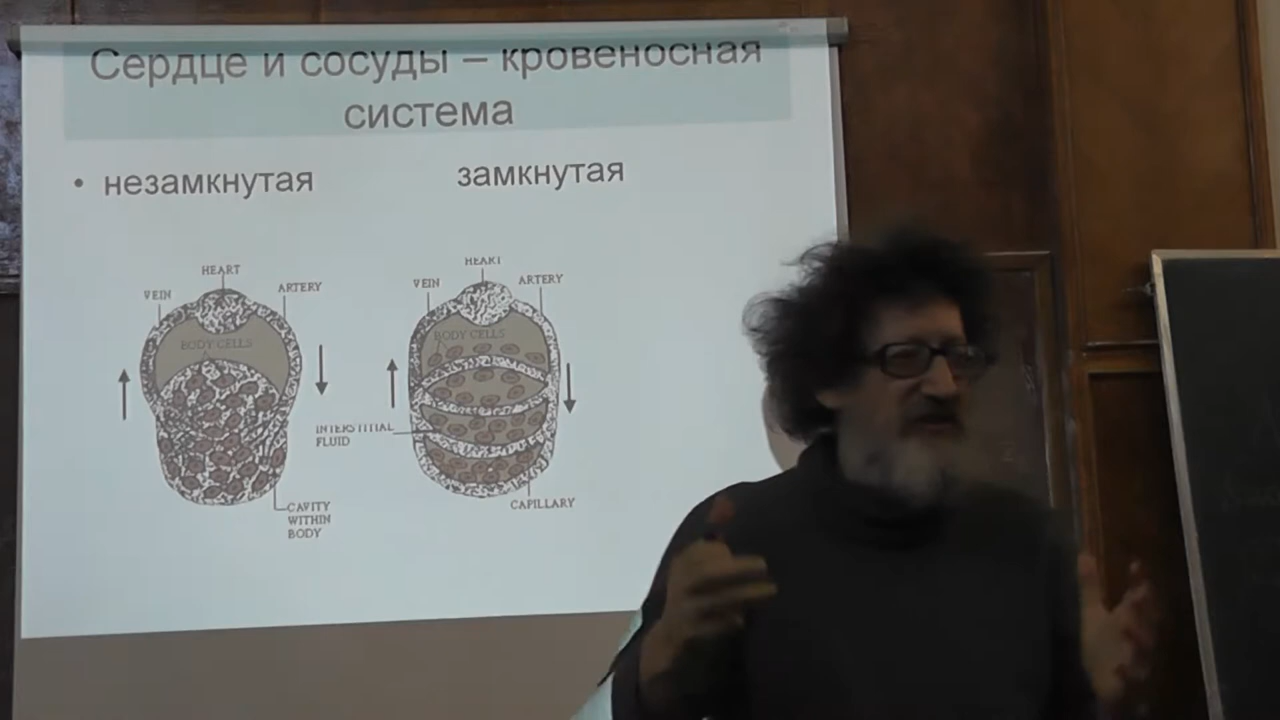 Сердце и сосуды – кровеносная
система
• незамкнутая
замкнутая
HEART
VEIN
ARTERY
BODY CELLS
CAVITY
WITHIN
BODY
HEART
VEIN
ARTERY
BODY CELLS
INTERSTITIAL
FLUID
CAPILLARY